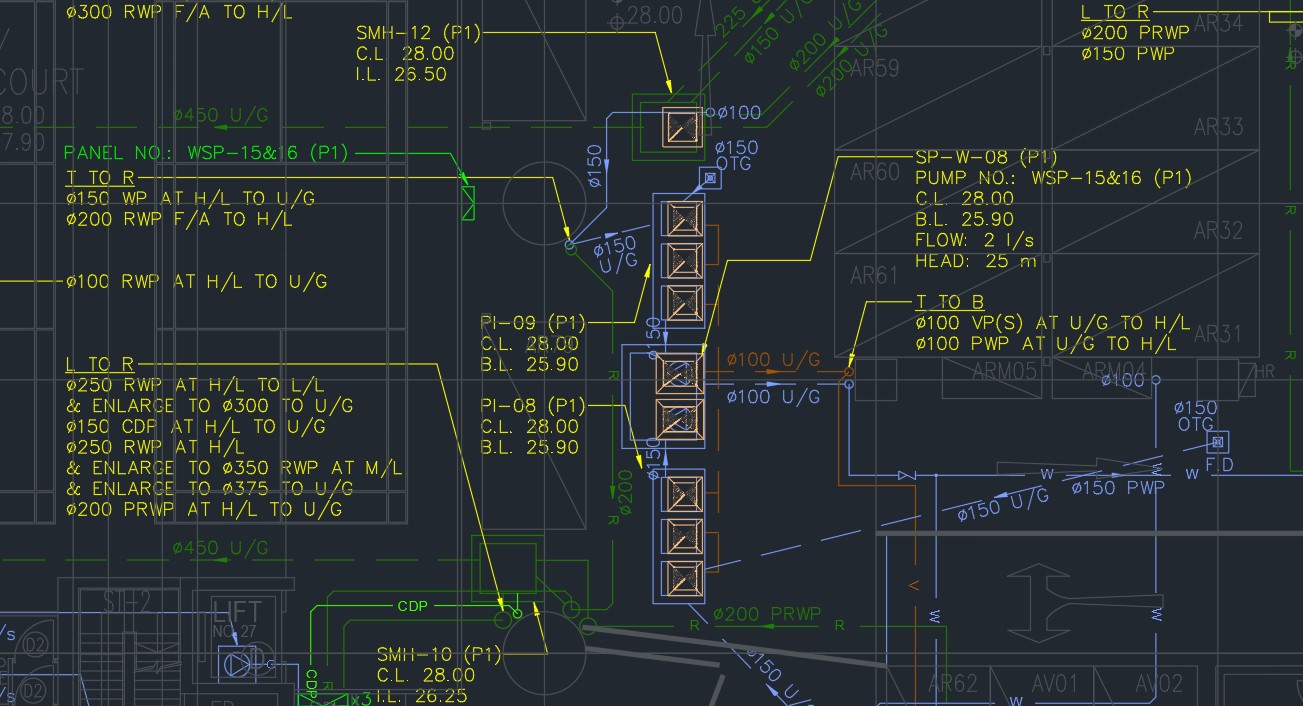 ø300 RWP F/A TO H/L
SMH-12 (P1)
C.L. 28.00
I.L. 26.50
28.00
225
ø150 U/
ø200 U/G
ø200 U/G
L TO R
ø200 PRWP
ø150 PWP
AR34
AR59
COURT
8.00
7.90
ø450 U/G
ø100
ø150
OTG
ø150
AR33
PANEL NO.: WSP-15&16 (P1)
T TO R
ø150 WP AT H/L TO U/G
ø200 RWP F/A TO H/L
AR60
SP-W-08 (P1)
PUMP NO.: WSP-15&16 (P1)
C.L. 28.00
B.L. 25.90
FLOW: 2 l/s
HEAD: 25 m
R
AR32
ø150
U/G
AR61
ø100 RWP AT H/L TO U/G
T TO B
ø100 VP(S) AT U/G TO H/L
ø100 PWP AT U/G TO H/L
AR31
R
PI-09 (P1)
C.L. 28.00
B.L. 25.90
ø150
L TO R
ø250 RWP AT H/L TO L/L
& ENLARGE TO ø300 TO U/G
ø150 CDP AT H/L TO U/G
ø250 RWP AT H/L
& ENLARGE TO ø350 RWP AT M/L
& ENLARGE TO ø375 TO U/G
ø200 PRWP AT H/L TO U/G
R
ø100 U/G
ø100 U/G
ARM05
ARM04
ø100
HR
PI-08 (P1)
C.L. 28.00
B.L. 25.90
ø150
ø150
OTG
F.D
W
W
W
ø150 PWP
ø150 U/G
ø200
R
ø450 U/G
ST-2
LIFT
NO.27
CDP
CDP
R
x3
D2
D2
/s
/s
SMH-10 (P1)
C.L. 28.00
I.L. 26.25
ø200 PRWP
R
R
V
W
W
ø150 U/
AR62
AV01
AV02
W